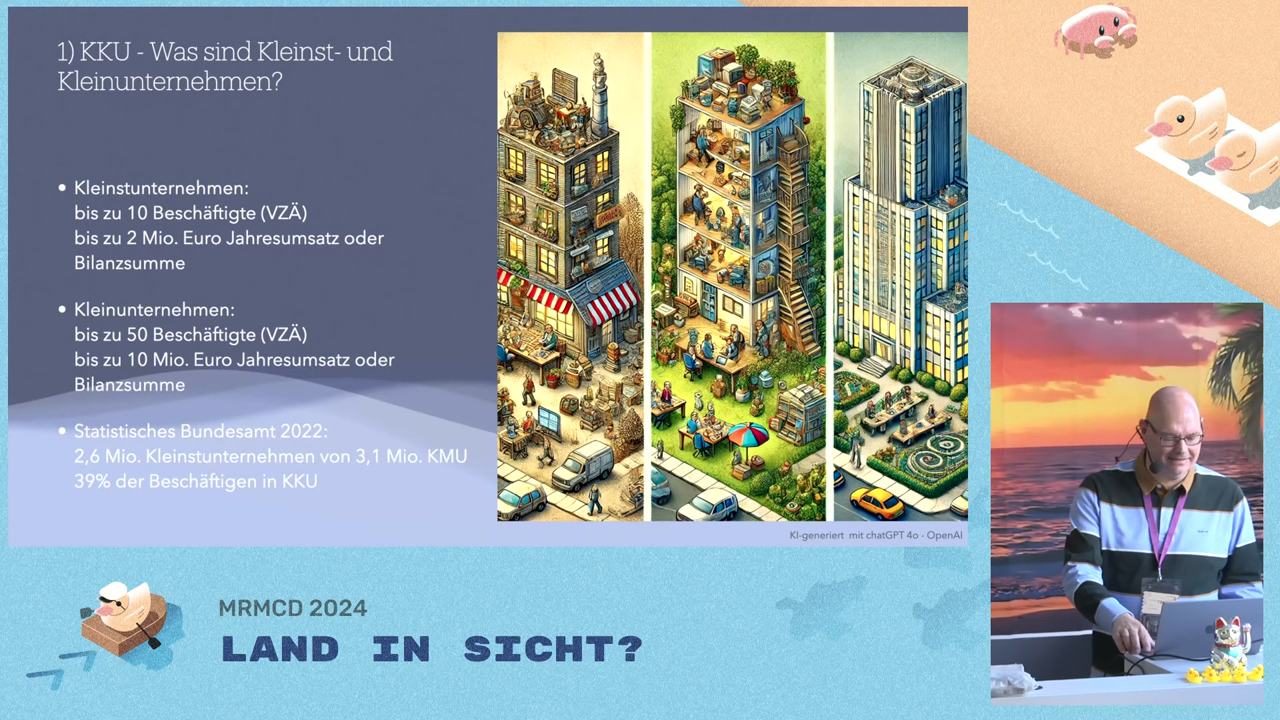 1) KKU - Was sind Kleinst- und
Kleinunternehmen?
• Kleinstunternehmen:
bis zu 10 Beschäftigte (VZÄ)
bis zu 2 Mio. Euro Jahresumsatz oder
Bilanzsumme
• Kleinunternehmen:
bis zu 50 Beschäftigte (VZÄ)
bis zu 10 Mio. Euro Jahresumsatz oder
Bilanzsumme
• Statistisches Bundesamt 2022:
2,6 Mio. Kleinstunternehmen von 3,1 Mio. KMU
39% der Beschäftigen in KKU
KI-generiert mit chatGPT 4o - OpenAI
MRMCD 2024
LAND IN SICHT?